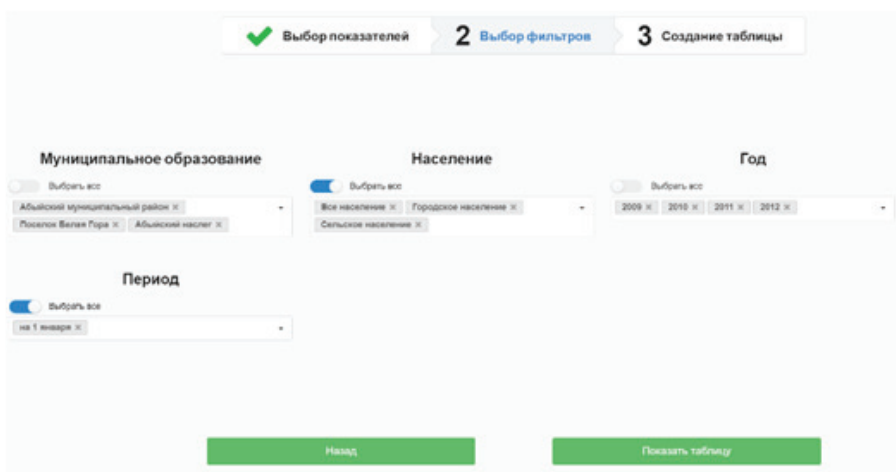 Выбор показателей 2 Выбор фильтров 3 Создание таблицы
Муниципальное образование Население Год
Выбрать все Выбрать все Выбрать все
Абыйский муниципальный район × Все население × Городское население × 2009 × 2010 × 2011 × 2012 ×
Поселок Белая Гора × Абыйский наслег × Сельское население ×
Период
Выбрать все
на 1 января ×
Назад Показать таблицу